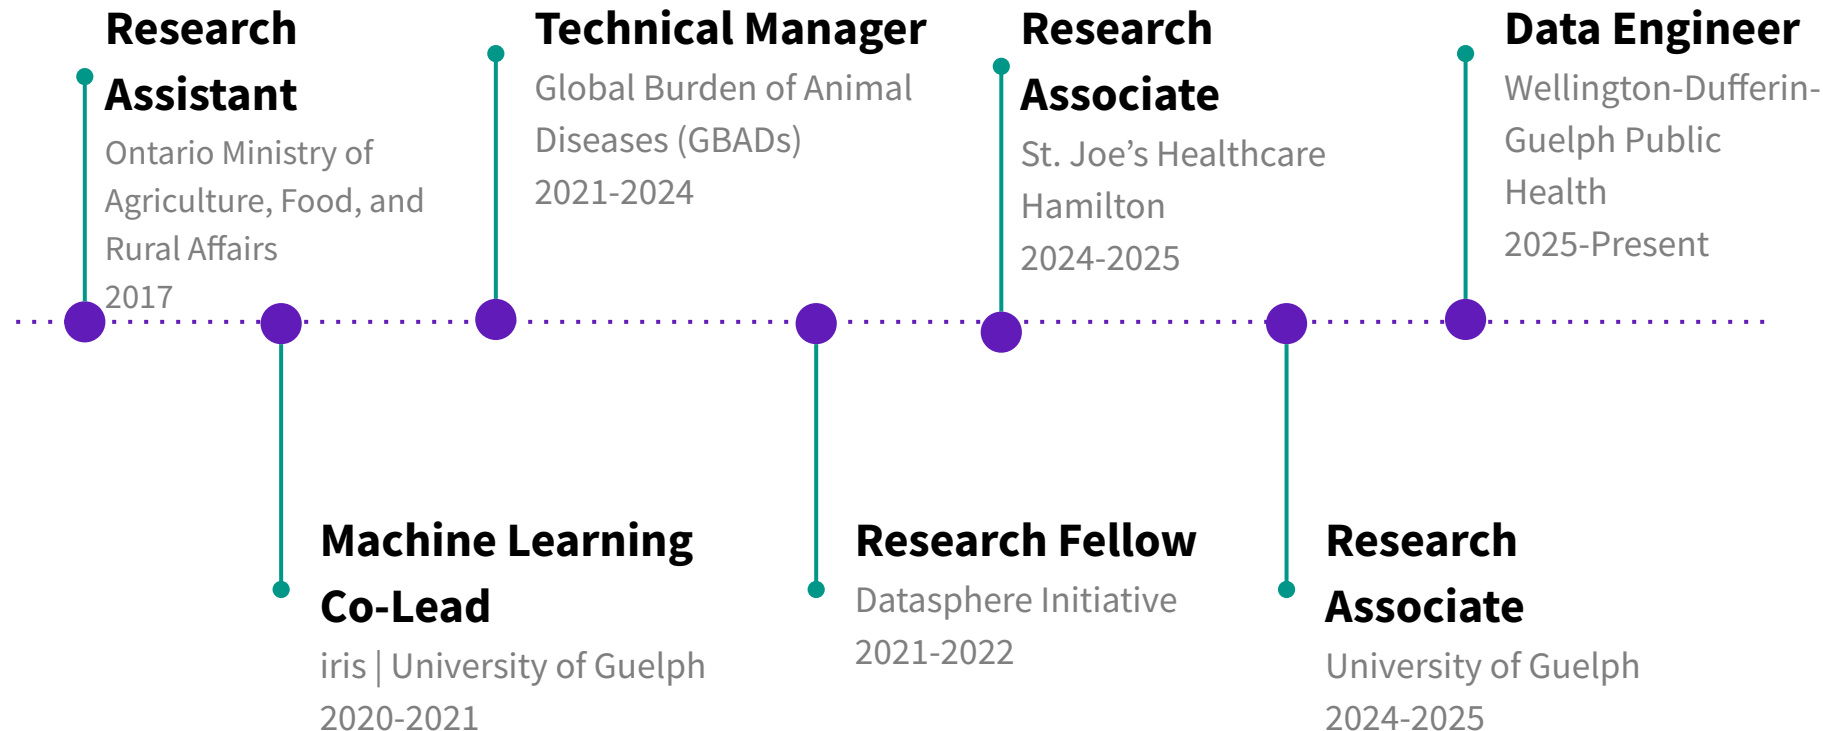 Research
Assistant
Ontario Ministry of
Agriculture, Food, and
Rural Affairs
2017
Machine Learning
Co-Lead
iris | University of Guelph
2020-2021
Technical Manager
Global Burden of Animal
Diseases (GBADs)
2021-2024
Research Fellow
Datasphere Initiative
2021-2022
Research
Associate
St. Joe’s Healthcare
Hamilton
2024-2025
Research
Associate
University of Guelph
2024-2025
Data Engineer
Wellington-Dufferin-
Guelph Public
Health
2025-Present